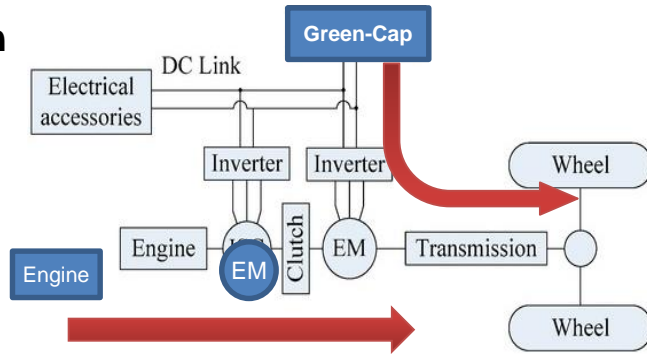 n
Green-Cap
DC Link
Electrical
accessories
Inverter
Inverter
Wheel
Engine
Clutch
EM
Transmission
Engine
EM
Wheel